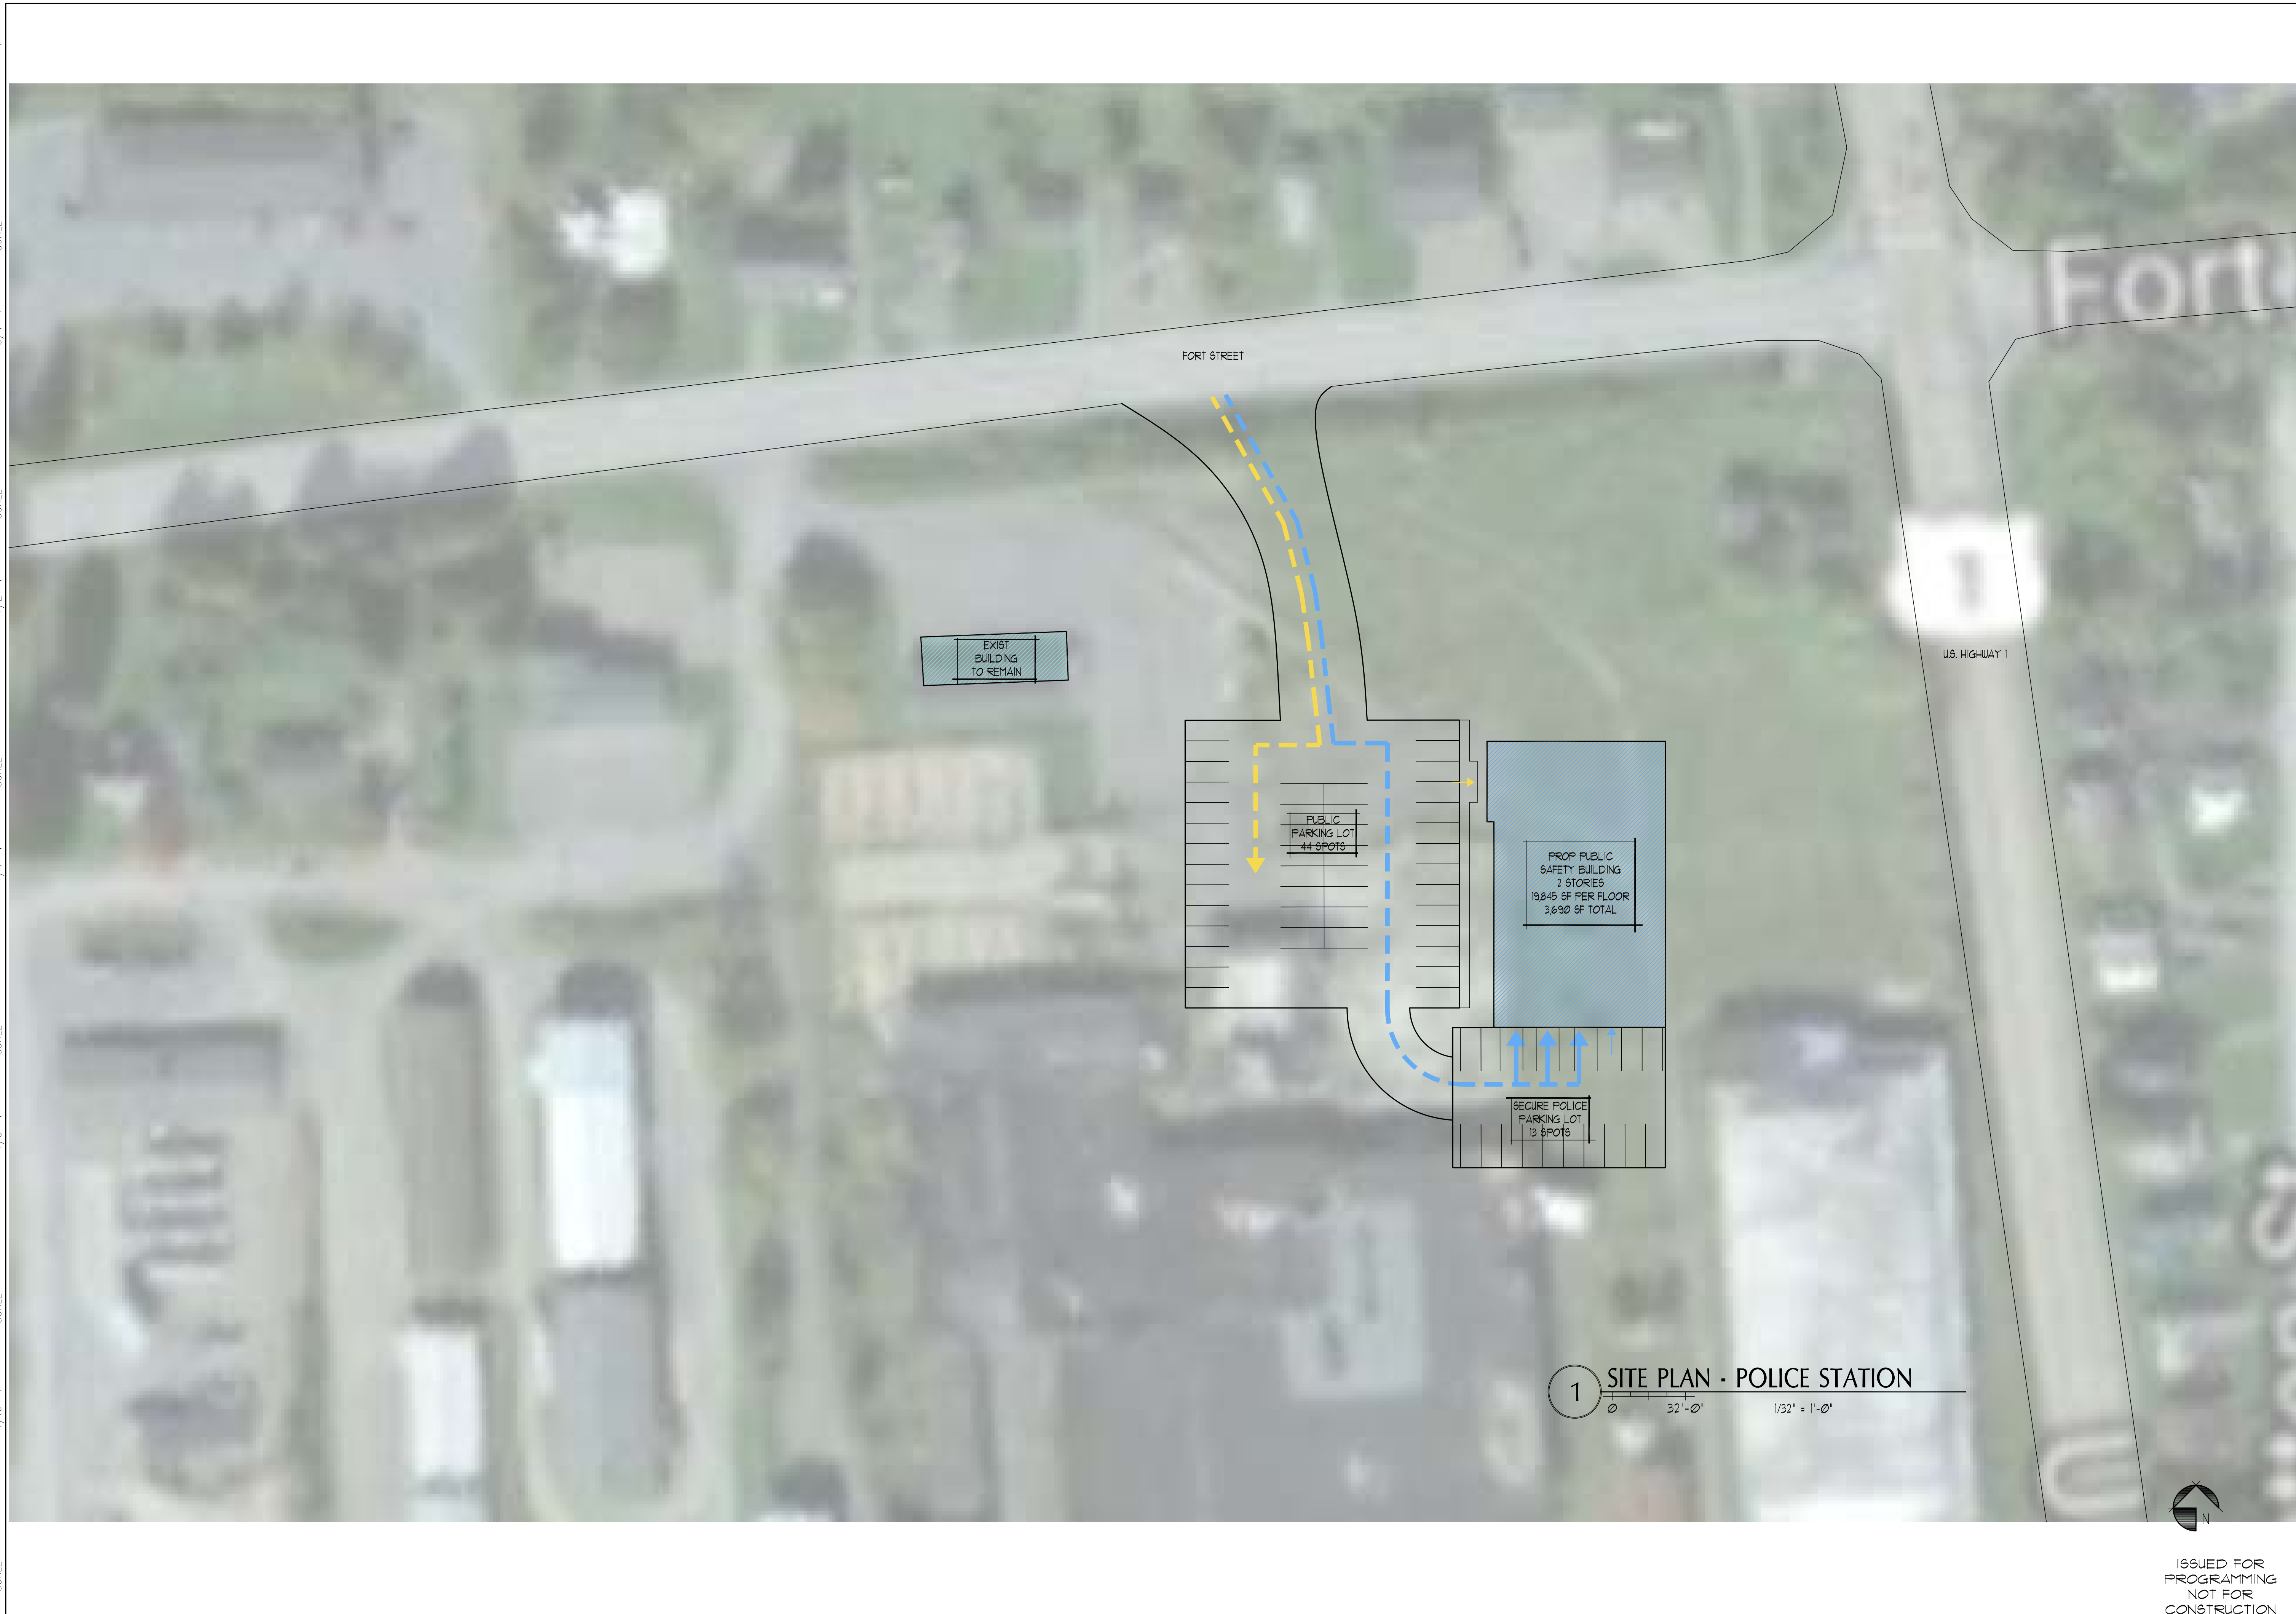 Fort
FORT STREET
EXIST
BUILDING
TO REMAIN
1
U.S. HIGHWAY 1
PUBLIC
PARKING LOT
44 SPOTS
PROP PUBLIC
SAFETY BUILDING
2 STORIES
19,845 SF PER FLOOR
3,690 SF TOTAL
SECURE POLICE
PARKING LOT
13 SPOTS
1 SITE PLAN - POLICE STATION
0 32'-0" 1/32" = 1'-0"
N
ISSUED FOR
PROGRAMMING
NOT FOR
CONSTRUCTION